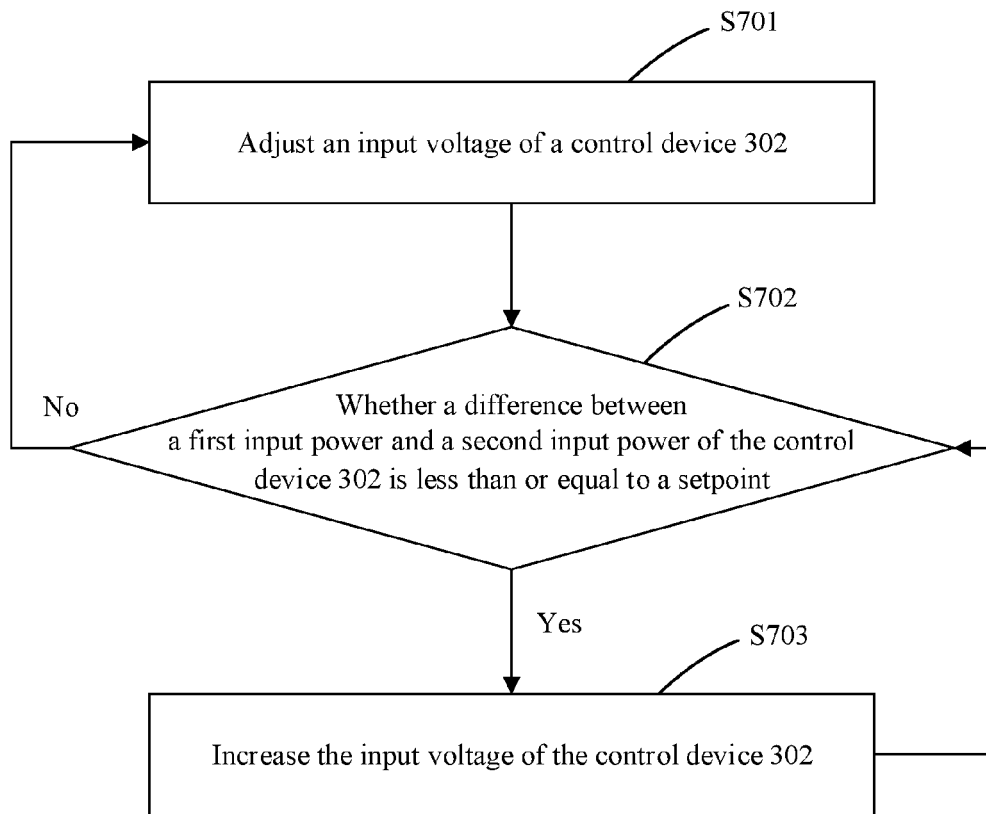 S701
Adjust an input voltage of a control device 302
S702
No
Whether a difference between
a first input power and a second input power of the control
device 302 is less than or equal to a setpoint
Yes
S703
Increase the input voltage of the control device 302